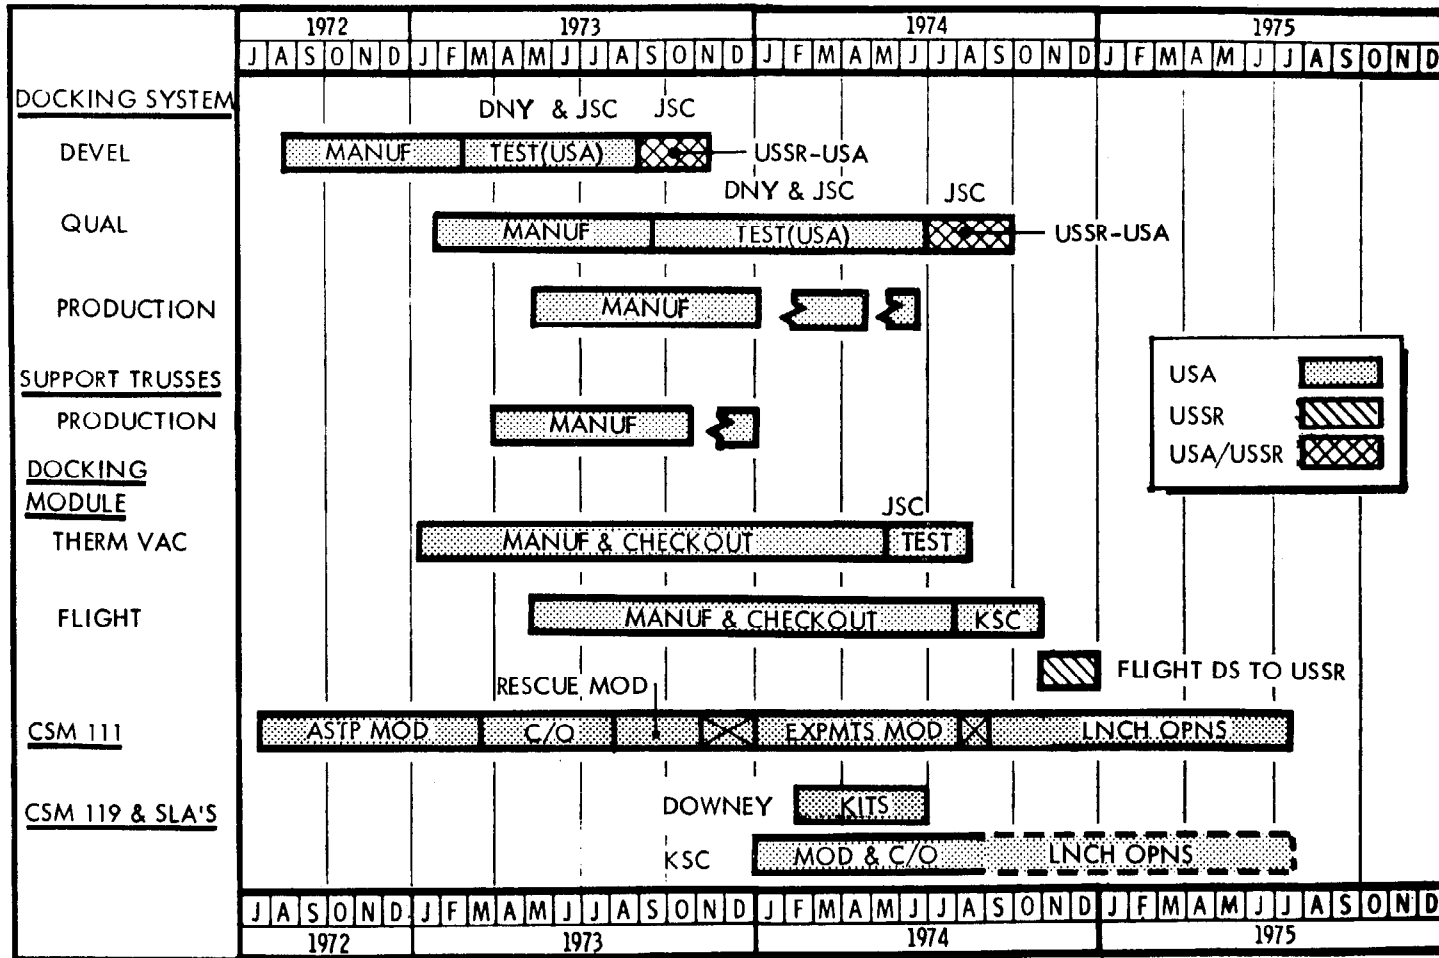 1972 1973 1974 1975
J A S O N D J F M A M J J A S O N D J F M A M J J A S O N D J F M A M J J A S O N D
DOCKING SYSTEM
DNY & JSC JSC
DEVEL MANUF TEST(USA) USSR-USA
DNY & JSC JSC
QUAL MANUF TEST(USA) USSR-USA
PRODUCTION MANUF
USA
SUPPORT TRUSSES
USSR
PRODUCTION MANUF
USA/USSR
DOCKING
MODULE
JSC
THERM VAC MANUF & CHECKOUT TEST
FLIGHT MANUF & CHECKOUT KSC
FLIGHT DS TO USSR
RESCUE MOD
CSM 111 ASTP MOD C/O EXPMTS MOD LNCH OPNS
DOWNEY KITS
CSM 119 & SLA'S
KSC MOD & C/O LNCH OPNS
J A S O N D J F M A M J J A S O N D J F M A M J J A S O N D J F M A M J J A S O N D
1972 1973 1974 1975